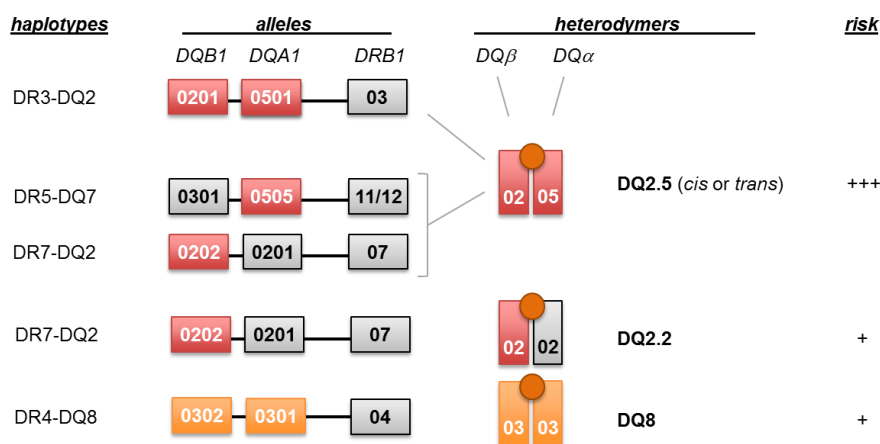 haplotypes alleles heterodymers risk
DQB1 DQA1 DRB1 DQβ DQα
DR3-DQ2 0201 0501 03
DR5-DQ7 0301 0505 11/12 02 05 DQ2.5 (cis or trans) +++
DR7-DQ2 0202 0201 07
DR7-DQ2 0202 0201 07 02 02 DQ2.2 +
DR4-DQ8 0302 0301 04 03 03 DQ8 +